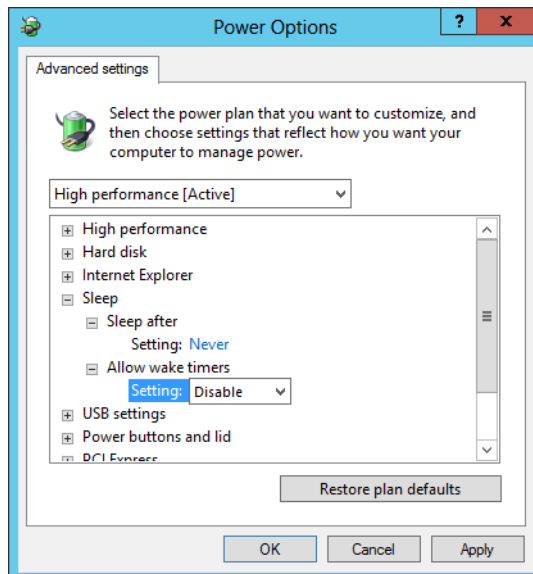 Power Options
?
x
Advanced settings
Select the power plan that you want to customize, and
then choose settings that reflect how you want your
computer to manage power.
High performance [Active]
High performance
Hard disk
Internet Explorer
Sleep
Sleep after
Setting: Never
Allow wake timers
Setting: Disable
USB settings
Power buttons and lid
PCI Express
Restore plan defaults
OK
Cancel
Apply